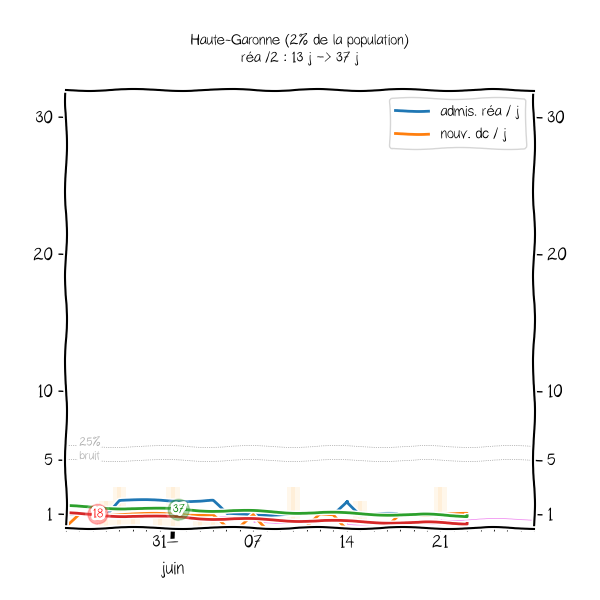 Haute-Garonne (2% de la population)
réa /2 : 13 j -> 37 j
admis. réa / j
nouv. dc / j
30
30
20
20
10
10
25%
bruit
5
5
18
37
1
1
31
07
14
21
juin